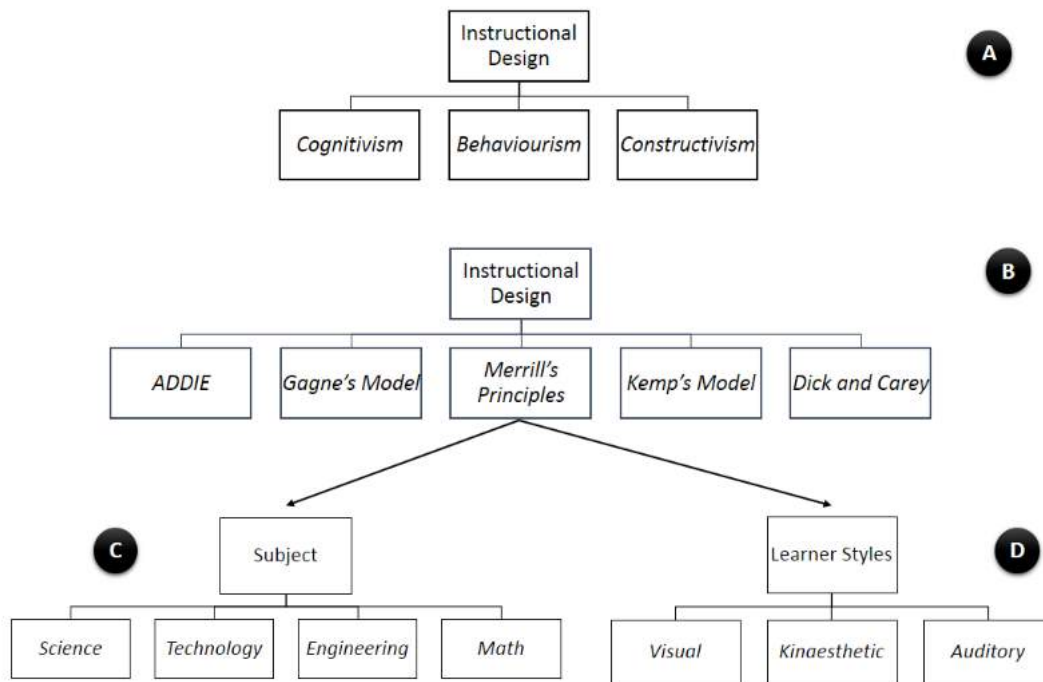 Instructional
Design
A
Cognitivism
Behaviourism
Constructivism
Instructional
Design
B
ADDIE
Gagne's Model
Merrill's
Principles
Kemp's Model
Dick and Carey
C
Subject
Learner Styles
D
Science
Technology
Engineering
Math
Visual
Kinaesthetic
Auditory